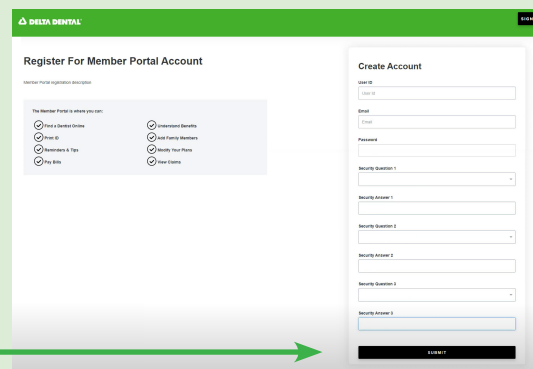 DELTA DENTAL
SIGN
Register For Member Portal Account
Member Portal registration description
The Member Portal is where you can:
Find a Dentist Online
Understand Benefits
Print ID
Add Family Members
Reminders & Tips
Modify Your Plans
Pay Bills
View Claims
Create Account
User ID
User Id
Email
Email
Password
Security Question 1
Security Answer 1
Security Question 2
Security Answer 2
Security Question 3
Security Answer 3
SUBMIT